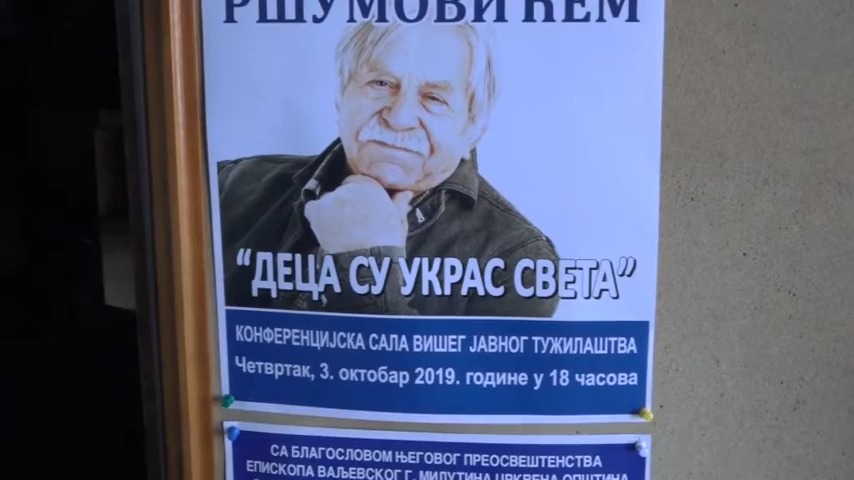 РШУМОВИЋЕМ
“ДЕЦА СУ УКРАС СВЕТА”
КОНФЕРЕНЦИЈСКА САЛА ВИШЕГ ЈАВНОГ ТУЖИЛАШТВА
Четвртак, 3. октобар 2019. године у 18 часова
СА БЛАГОСЛОВОМ ЊЕГОВОГ ПРЕОСВЕШТЕНСТВА
ЕПИСКОПА ВАЉЕВСКОГ Г. МИЛУТИНА ЦРКВЕНА ОПШТИНА